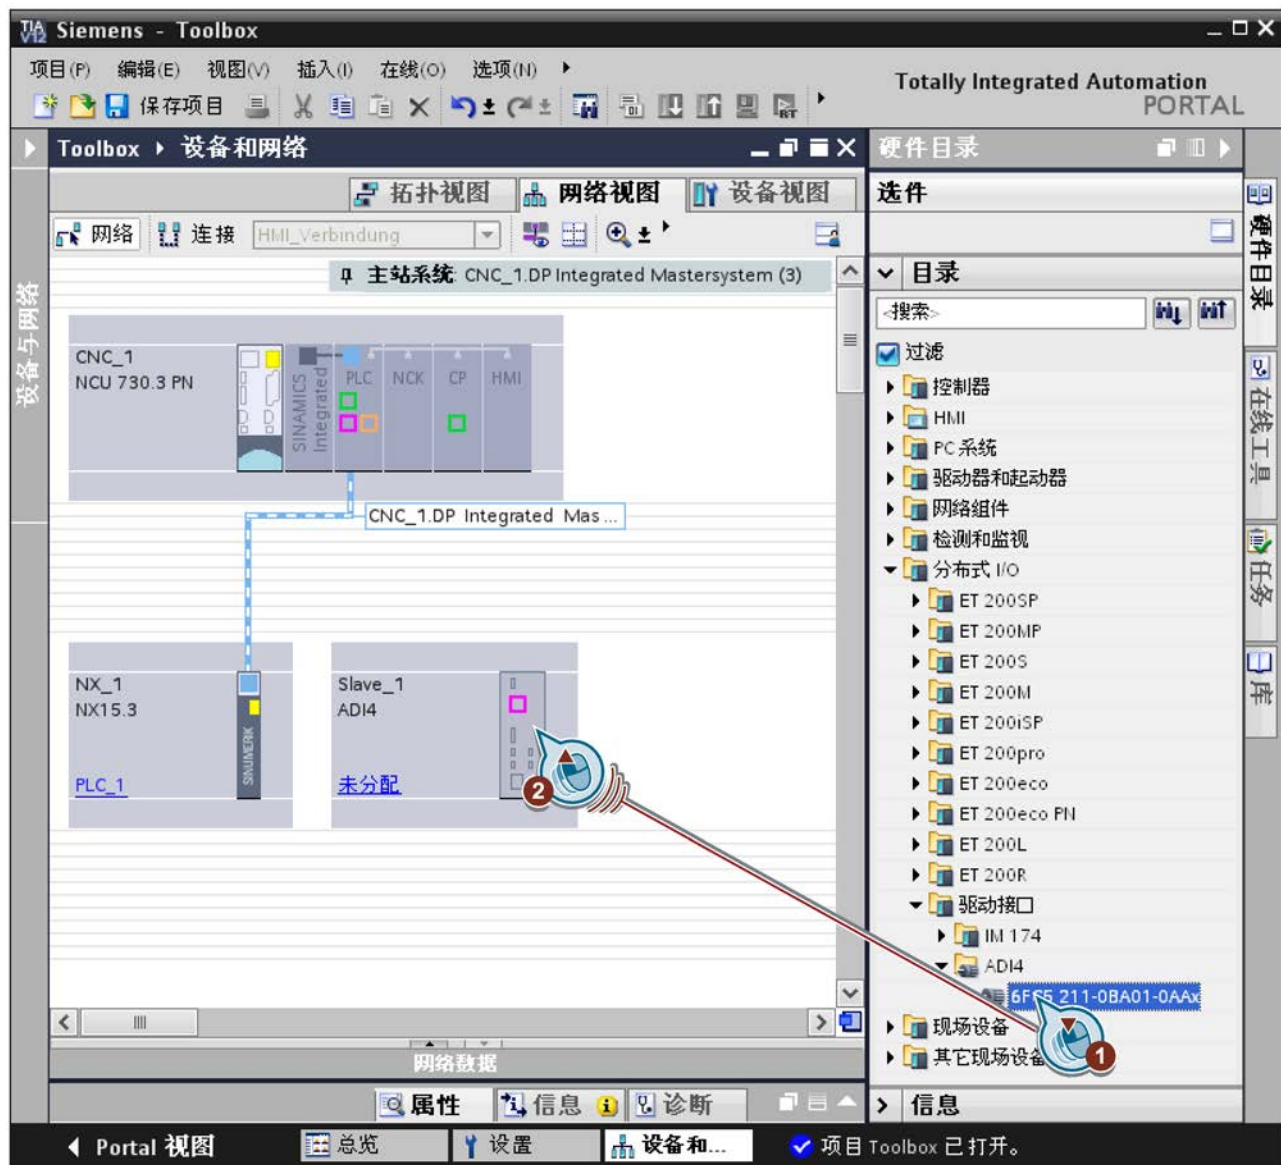 TIA V12 Siemens - Toolbox
项目(P) 编辑(E) 视图(V) 插入(I) 在线(O) 选项(N)
Totally Integrated Automation
PORTAL
保存项目
Toolbox 设备和网络
硬件目录
拓扑视图 网络视图 设备视图
选件
网络 连接 HMI_Verbindung
主站系统: CNC_1.DP Integrated Mastersystem (3)
目录
<搜索>
过滤
设备与网络
CNC_1
NCU 730.3 PN
SINAMICS Integrated
PLC NCK CP HMI
CNC_1.DP Integrated Mas...
NX_1
NX15.3
SINUMERIK
PLC_1
Slave_1
ADI4
未分配
2
控制器
HMI
PC 系统
驱动器和起动器
网络组件
检测和监视
分布式 I/O
ET 200SP
ET 200MP
ET 200S
ET 200M
ET 200iSP
ET 200pro
ET 200eco
ET 200eco PN
ET 200L
ET 200R
驱动接口
IM 174
ADI4
6FC5 211-0BA01-0AAx
现场设备
其它现场设备
1
硬件目录
在线工具
任务
库
网络数据
属性 信息 诊断
信息
Portal 视图 总览 设置 设备和... 项目 Toolbox 已打开。